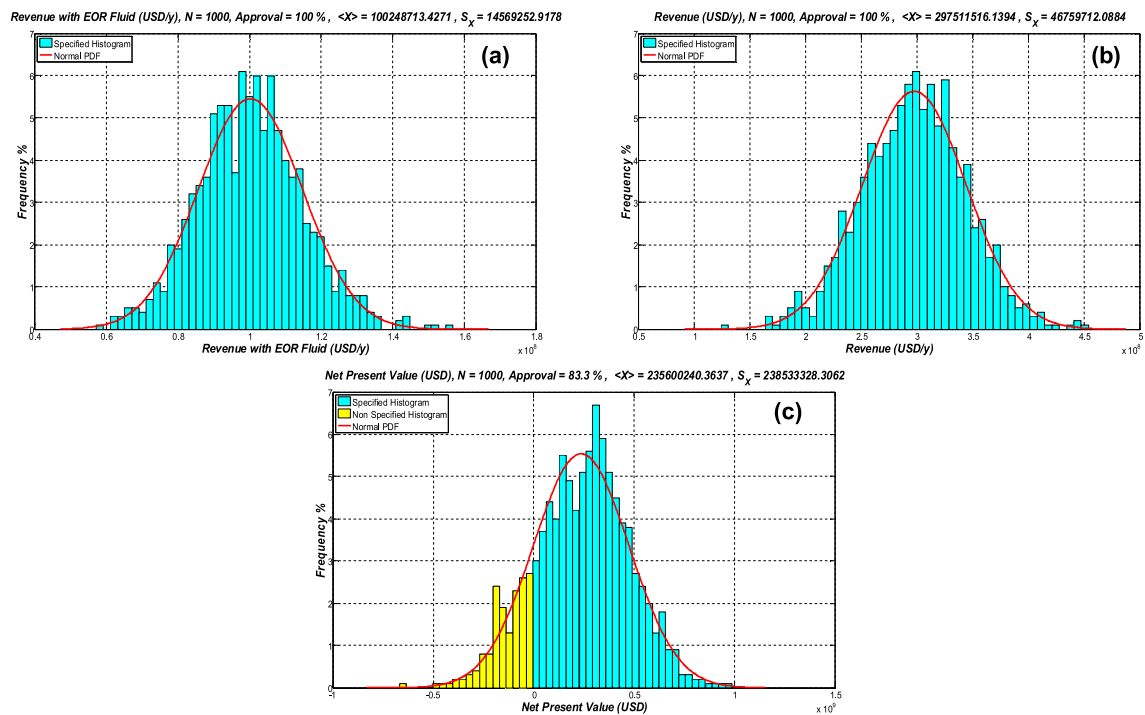 Revenue with EOR Fluid (USD/y), N = 1000, Approval = 100 % , <X> = 100248713.4271 , S_X = 14569252.9178
Specified Histogram
Normal PDF
(a)
7
6
5
4
3
2
1
0
Frequency %
0.4
0.6
0.8
1
1.2
1.4
1.6
1.8
Revenue with EOR Fluid (USD/y)
x 10^8
Revenue (USD/y), N = 1000, Approval = 100 % , <X> = 297511516.1394 , S_X = 46759712.0884
Specified Histogram
Normal PDF
(b)
7
6
5
4
3
2
1
0
Frequency %
0.5
1
1.5
2
2.5
3
3.5
4
4.5
5
Revenue (USD/y)
x 10^8
Net Present Value (USD), N = 1000, Approval = 83.3 % , <X> = 235600240.3637 , S_X = 238533328.3062
Specified Histogram
Non Specified Histogram
Normal PDF
(c)
7
6
5
4
3
2
1
0
Frequency %
-1
-0.5
0
0.5
1
1.5
Net Present Value (USD)
x 10^9